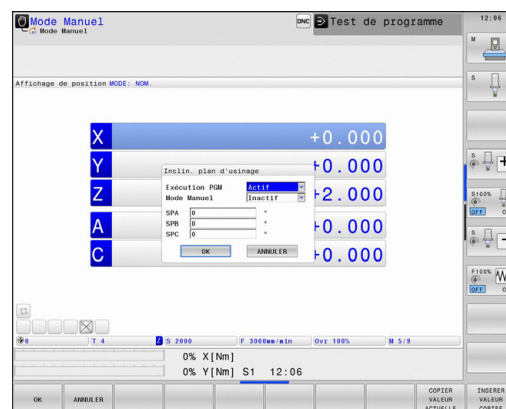 Mode Manuel
Mode Manuel
DNC
Test de programme
12:06
Affichage de position MODE: NOM.
M
S
X +0.000
Y +0.000
Z +2.000
A +0.000
C +0.000
Inclin. plan d'usinage
Exécution PGM Actif
Mode Manuel Inactif
SPA 0 °
SPB 0 °
SPC 0 °
OK ANNULER
S
S100%
OFF
S
F100%
OFF
0 T 4 Z S 2000 F 3000mm/min Ovr 100% M 5/9
0% X[Nm]
0% Y[Nm] S1 12:06
OK ANNULER COPIER VALEUR ACTUELLE INSERER VALEUR COPIEE